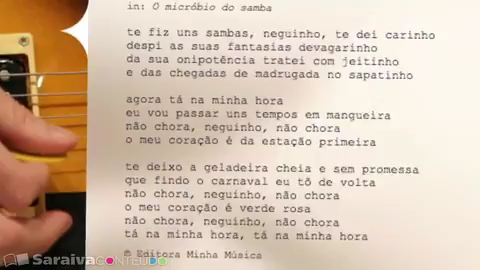 in: O micróbio do samba
te fiz uns sambas, neguinho, te dei carinho
despi as suas fantasias devagarinho
da sua onipotência tratei com jeitinho
e das chegadas de madrugada no sapatinho
agora tá na minha hora
eu vou passar uns tempos em mangueira
não chora, neguinho, não chora
o meu coração é da estação primeira
te deixo a geladeira cheia e sem promessa
que findo o carnaval eu tô de volta
não chora, neguinho, não chora
o meu coração é verde rosa
não chora, neguinho, não chora
tá na minha hora, tá na minha hora
© Editora Minha Música
SaraivaCONTEÚDO